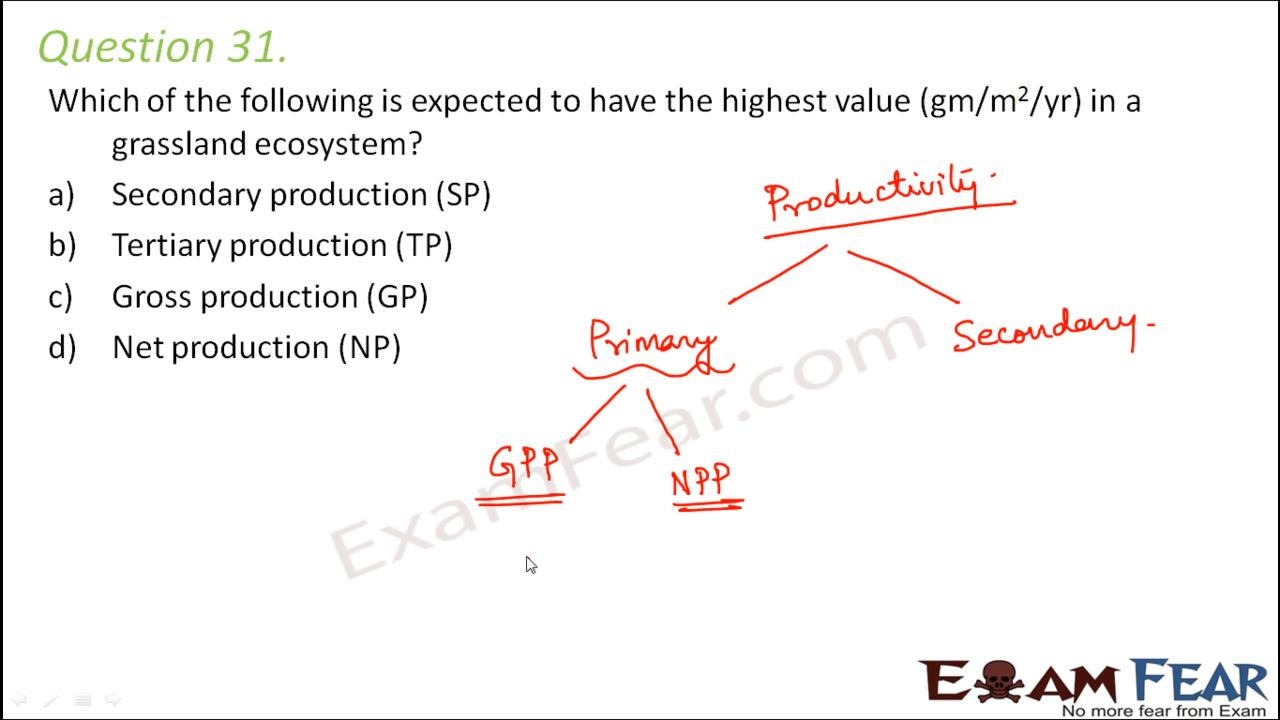 Question 31.
Which of the following is expected to have the highest value (gm/m²/yr) in a
grassland ecosystem?
a) Secondary production (SP)
b) Tertiary production (TP)
c) Gross production (GP)
d) Net production (NP)
Productivity.
Primary
Secondary.
GPP
NPP
ExamFear.com
EXAM FEAR
No more fear from Exam